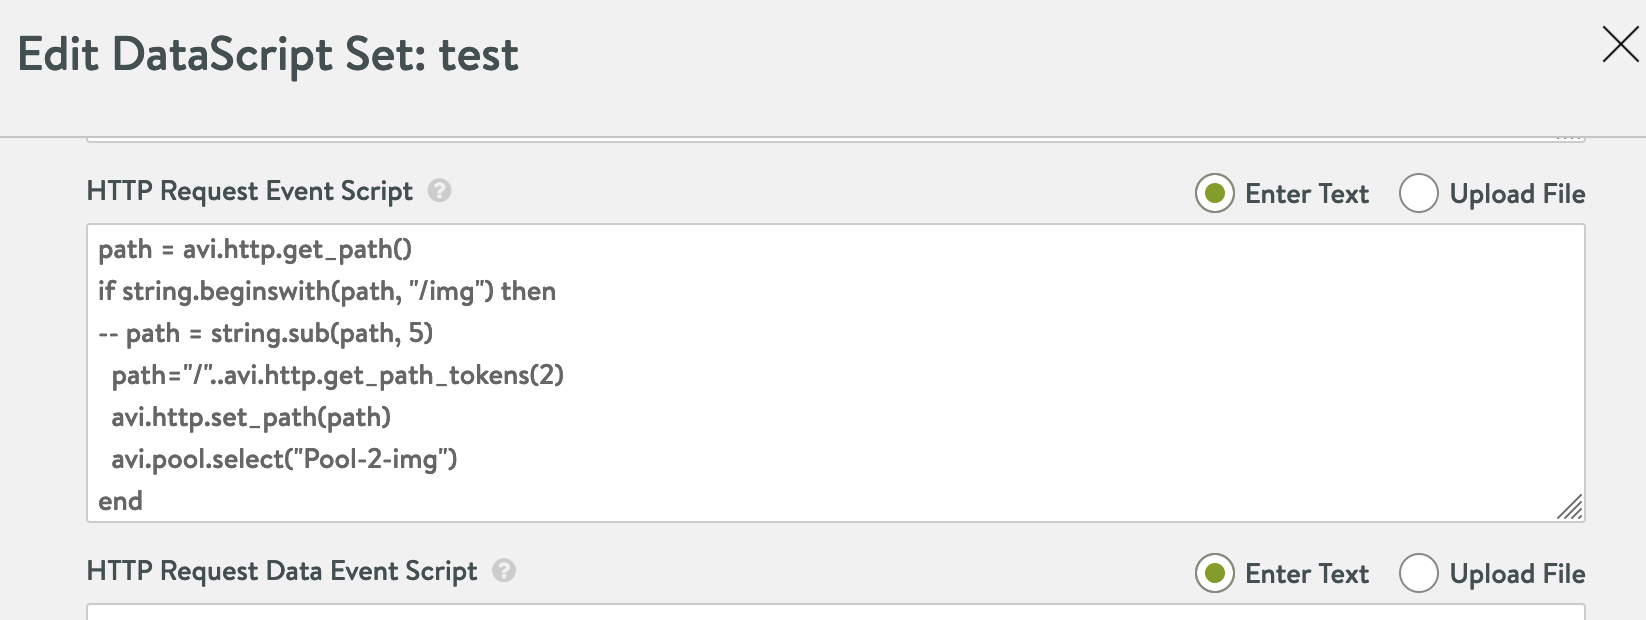 Edit DataScript Set: test
HTTP Request Event Script ?
Enter Text
Upload File
path = avi.http.get_path()
if string.beginswith(path, "/img") then
-- path = string.sub(path, 5)
path="/"..avi.http.get_path_tokens(2)
avi.http.set_path(path)
avi.pool.select("Pool-2-img")
end
HTTP Request Data Event Script ?
Enter Text
Upload File